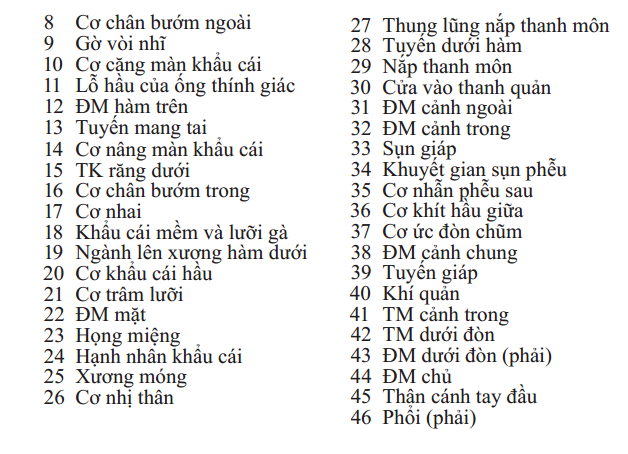 8 Cơ chân bướm ngoài
9 Gờ vòi nhĩ
10 Cơ căng màn khẩu cái
11 Lỗ hầu của ống thính giác
12 ĐM hàm trên
13 Tuyến mang tai
14 Cơ nâng màn khẩu cái
15 TK răng dưới
16 Cơ chân bướm trong
17 Cơ nhai
18 Khẩu cái mềm và lưỡi gà
19 Ngành lên xương hàm dưới
20 Cơ khẩu cái hầu
21 Cơ trâm lưỡi
22 ĐM mặt
23 Họng miệng
24 Hạnh nhân khẩu cái
25 Xương móng
26 Cơ nhị thân
27 Thung lũng nắp thanh môn
28 Tuyến dưới hàm
29 Nắp thanh môn
30 Cửa vào thanh quản
31 ĐM cảnh ngoài
32 ĐM cảnh trong
33 Sụn giáp
34 Khuyết gian sụn phễu
35 Cơ nhẫn phễu sau
36 Cơ khít hầu giữa
37 Cơ ức đòn chũm
38 ĐM cảnh chung
39 Tuyến giáp
40 Khí quản
41 TM cảnh trong
42 TM dưới đòn
43 ĐM dưới đòn (phải)
44 ĐM chủ
45 Thân cánh tay đầu
46 Phổi (phải)